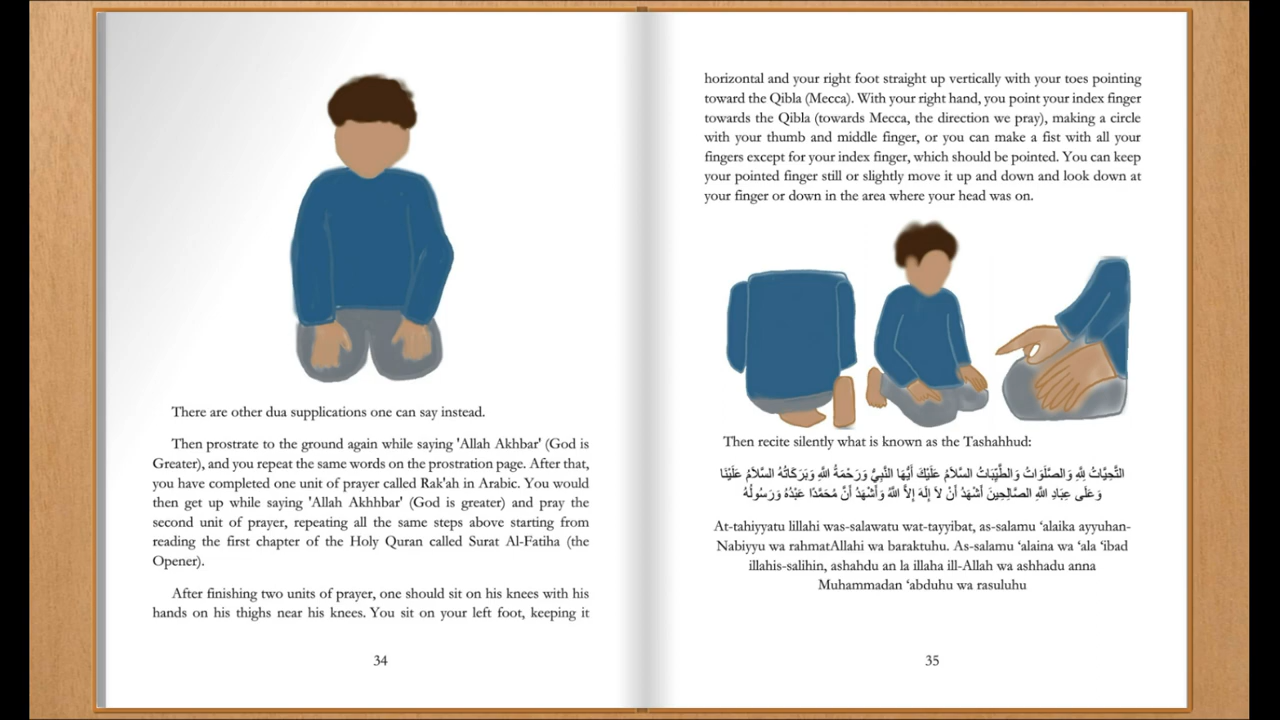 There are other dua supplications one can say instead.
Then prostrate to the ground again while saying 'Allah Akhbar' (God is
Greater), and you repeat the same words on the prostration page. After that,
you have completed one unit of prayer called Rak'ah in Arabic. You would
then get up while saying 'Allah Akhhbar' (God is greater) and pray the
second unit of prayer, repeating all the same steps above starting from
reading the first chapter of the Holy Quran called Surat Al-Fatiha (the
Opener).
After finishing two units of prayer, one should sit on his knees with his
hands on his thighs near his knees. You sit on your left foot, keeping it
34
horizontal and your right foot straight up vertically with your toes pointing
toward the Qibla (Mecca). With your right hand, you point your index finger
towards the Qibla (towards Mecca, the direction we pray), making a circle
with your thumb and middle finger, or you can make a fist with all your
fingers except for your index finger, which should be pointed. You can keep
your pointed finger still or slightly move it up and down and look down at
your finger or down in the area where your head was on.
Then recite silently what is known as the Tashahhud:
التَّحِيَّاتُ لِلَّهِ وَالصَّلَوَاتُ وَالطَّيِّبَاتُ السَّلاَمُ عَلَيْكَ أَيُّهَا النَّبِيُّ وَرَحْمَةُ اللَّهِ وَبَرَكَاتُهُ السَّلاَمُ عَلَيْنَا
وَعَلَى عِبَادِ اللَّهِ الصَّالِحِينَ أَشْهَدُ أَنْ لاَ إِلَهَ إِلاَّ اللَّهُ وَأَشْهَدُ أَنَّ مُحَمَّدًا عَبْدُهُ وَرَسُولُهُ
At-tahiyyatu lillahi was-salawatu wat-tayyibat, as-salamu ‘alaika ayyuhan-
Nabiyyu wa rahmatAllahi wa baraktuhu. As-salamu ‘alaina wa ‘ala ‘ibad
illahis-salihin, ashahdu an la illaha ill-Allah wa ashhadu anna
Muhammadan ‘abduhu wa rasuluhu
35